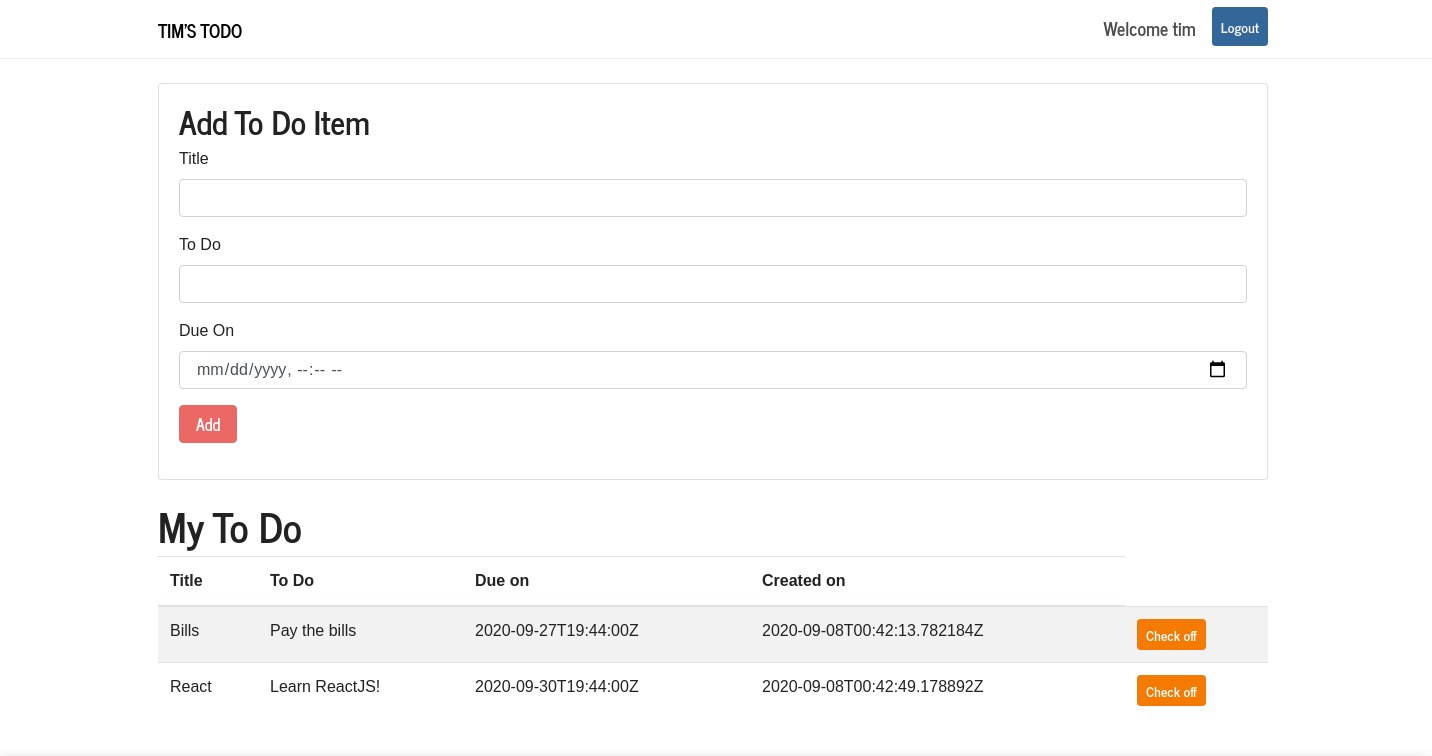 TIM'S TODO Welcome tim Logout
Add To Do Item
Title
To Do
Due On
mm/dd/yyyy, --:-- --
Add
My To Do
Title To Do Due on Created on
Bills Pay the bills 2020-09-27T19:44:00Z 2020-09-08T00:42:13.782184Z Check off
React Learn ReactJS! 2020-09-30T19:44:00Z 2020-09-08T00:42:49.178892Z Check off